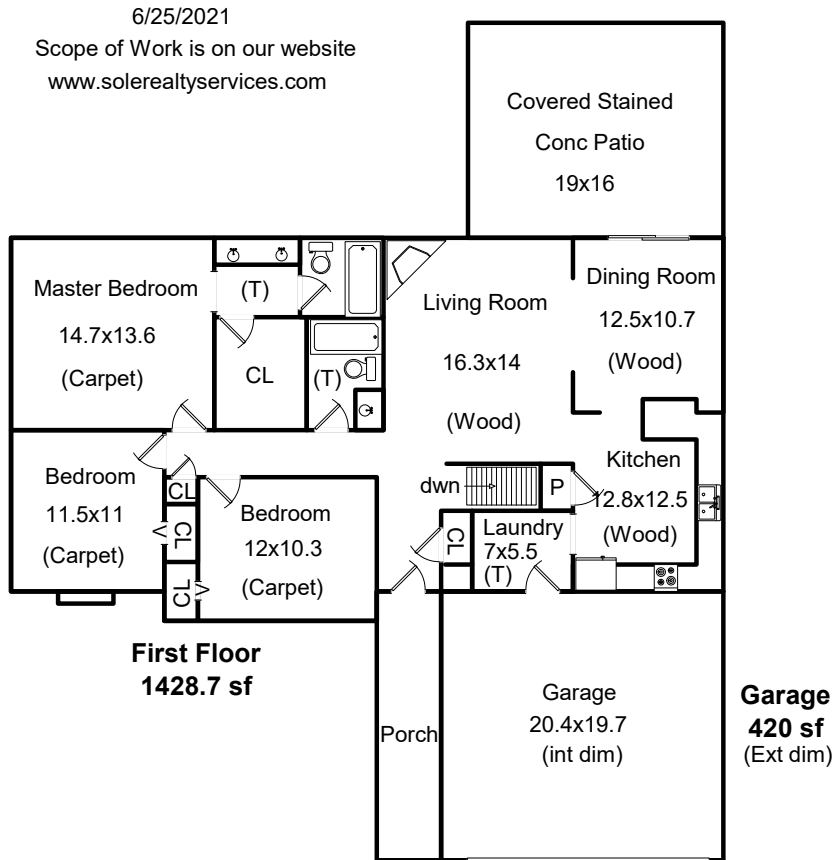 6/25/2021
Scope of Work is on our website
www.solerealtyservices.com
Covered Stained
Conc Patio
19x16
Master Bedroom
14.7x13.6
(Carpet)
(T)
CL
(T)
Living Room
16.3x14
(Wood)
Dining Room
12.5x10.7
(Wood)
Bedroom
11.5x11
(Carpet)
CL
CL
CL
Bedroom
12x10.3
(Carpet)
dwn
P
Kitchen
12.8x12.5
(Wood)
CL
Laundry
7x5.5
(T)
First Floor
1428.7 sf
Porch
Garage
20.4x19.7
(int dim)
Garage
420 sf
(Ext dim)